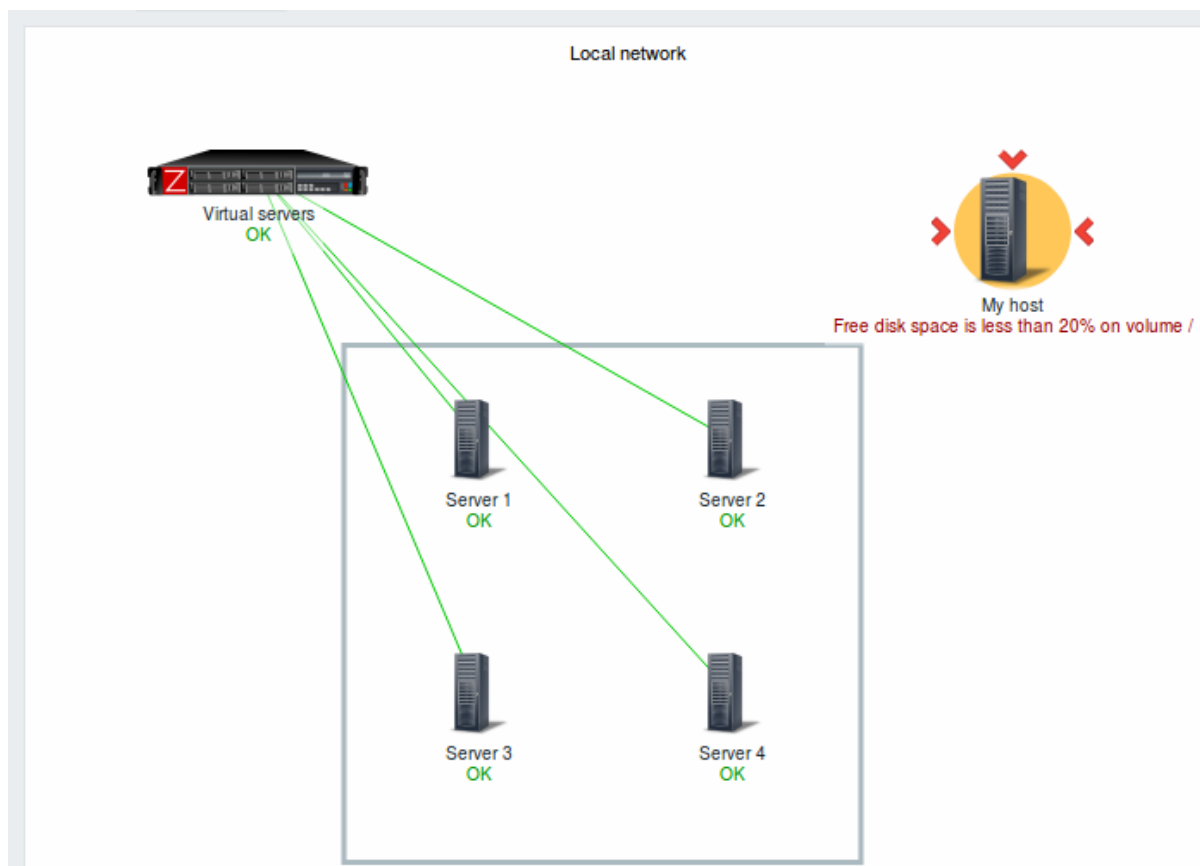 Local network
Z
Virtual servers
OK
My host
Free disk space is less than 20% on volume /
Server 1
OK
Server 2
OK
Server 3
OK
Server 4
OK